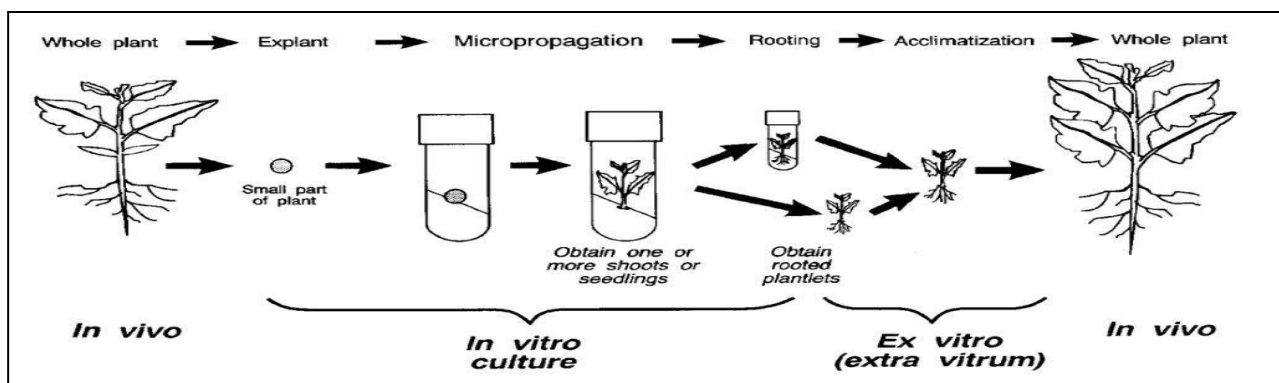 Whole plant Explant Micropropagation Rooting Acclimatization Whole plant
Small part
of plant
Obtain one or
more shoots or
seedlings
Obtain
rooted
plantlets
In vivo
In vitro
culture
Ex vitro
(extra vitrum)
In vivo